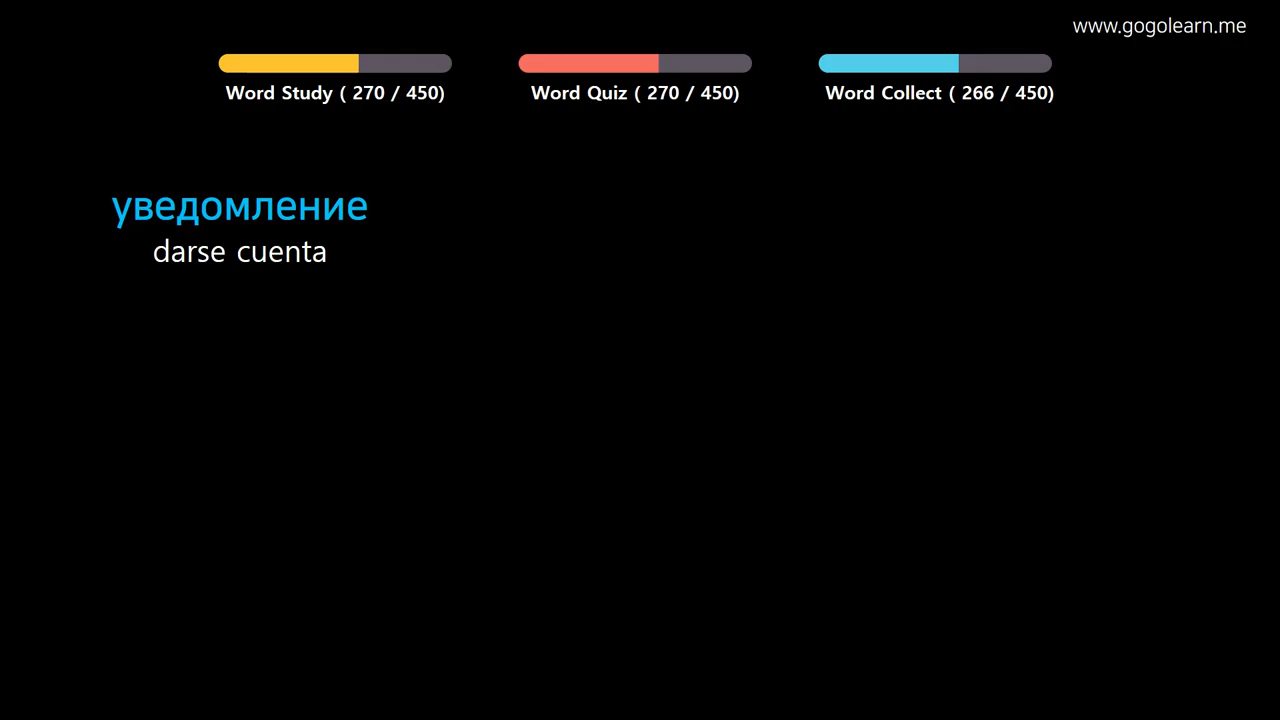 www.gogolearn.me
Word Study ( 270 / 450)
Word Quiz ( 270 / 450)
Word Collect ( 266 / 450)
уведомление
darse cuenta